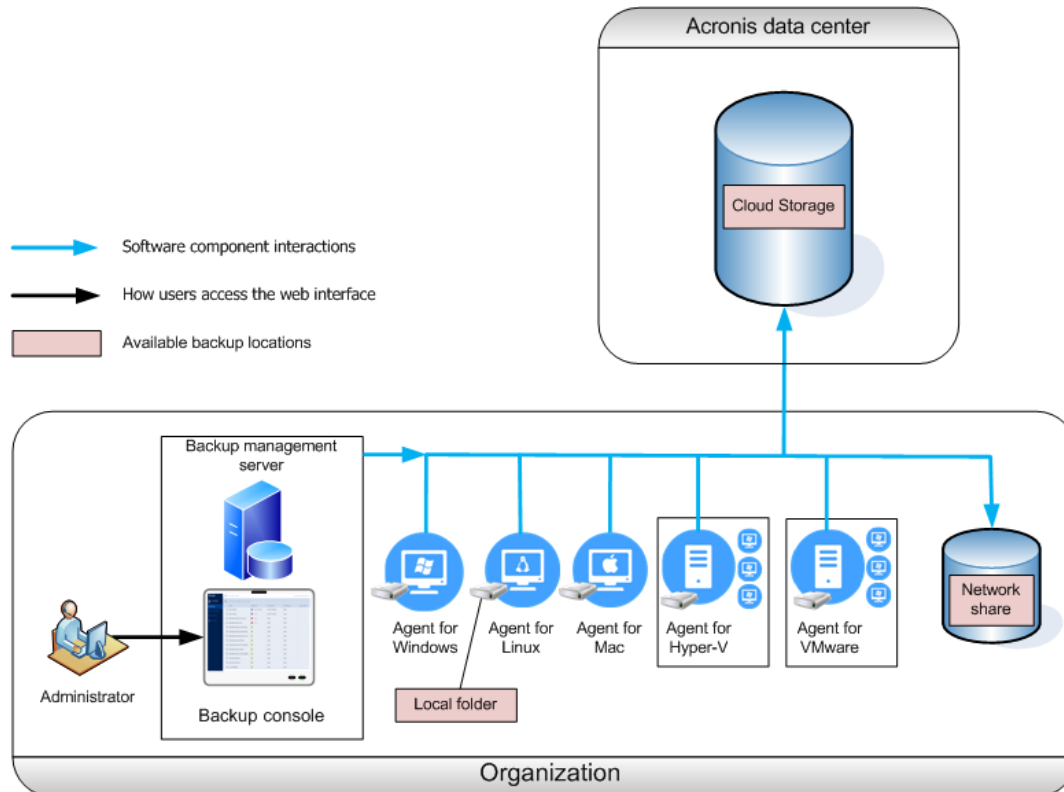 Acronis data center
Cloud Storage
Software component interactions
How users access the web interface
Available backup locations
Backup management
server
Administrator
Backup console
Agent for
Windows
Agent for
Linux
Agent for
Mac
Agent for
Hyper-V
Agent for
VMware
Network
share
Local folder
Organization